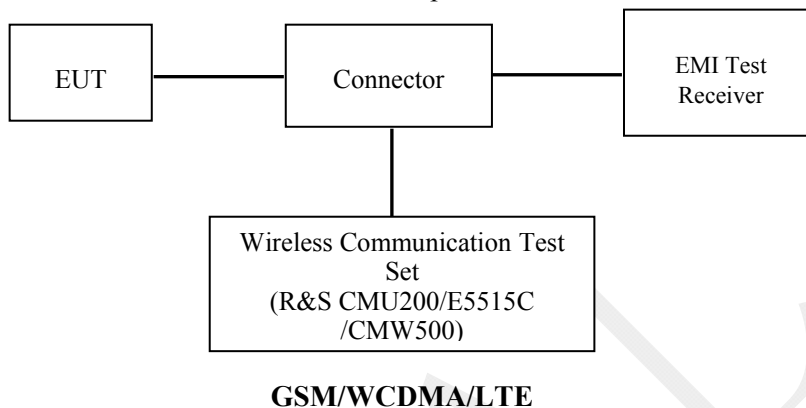 EUT
Connector
EMI Test
Receiver
Wireless Communication Test
Set
(R&S CMU200/E5515C
/CMW500)
GSM/WCDMA/LTE